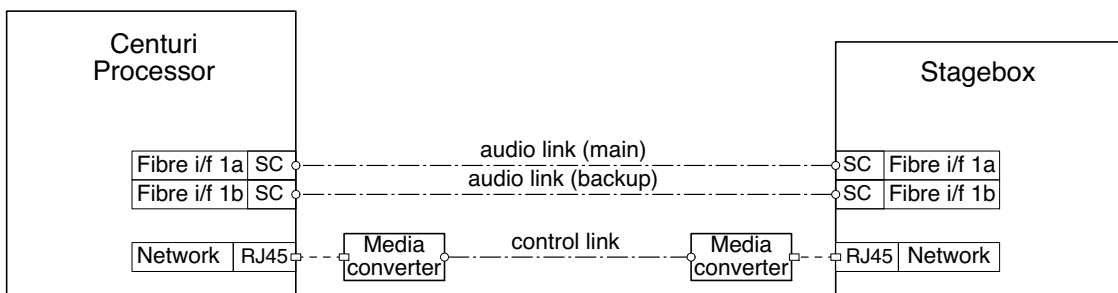 Centuri
Processor
Stagebox
Fibre i/f 1a SC audio link (main) SC Fibre i/f 1a
Fibre i/f 1b SC audio link (backup) SC Fibre i/f 1b
Network RJ45 Media converter control link Media converter RJ45 Network